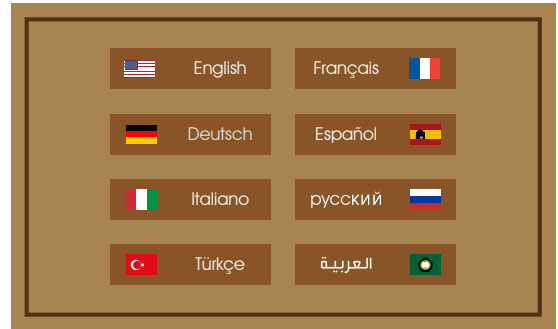 English
Français
Deutsch
Español
Italiano
русский
Türkçe
العربية